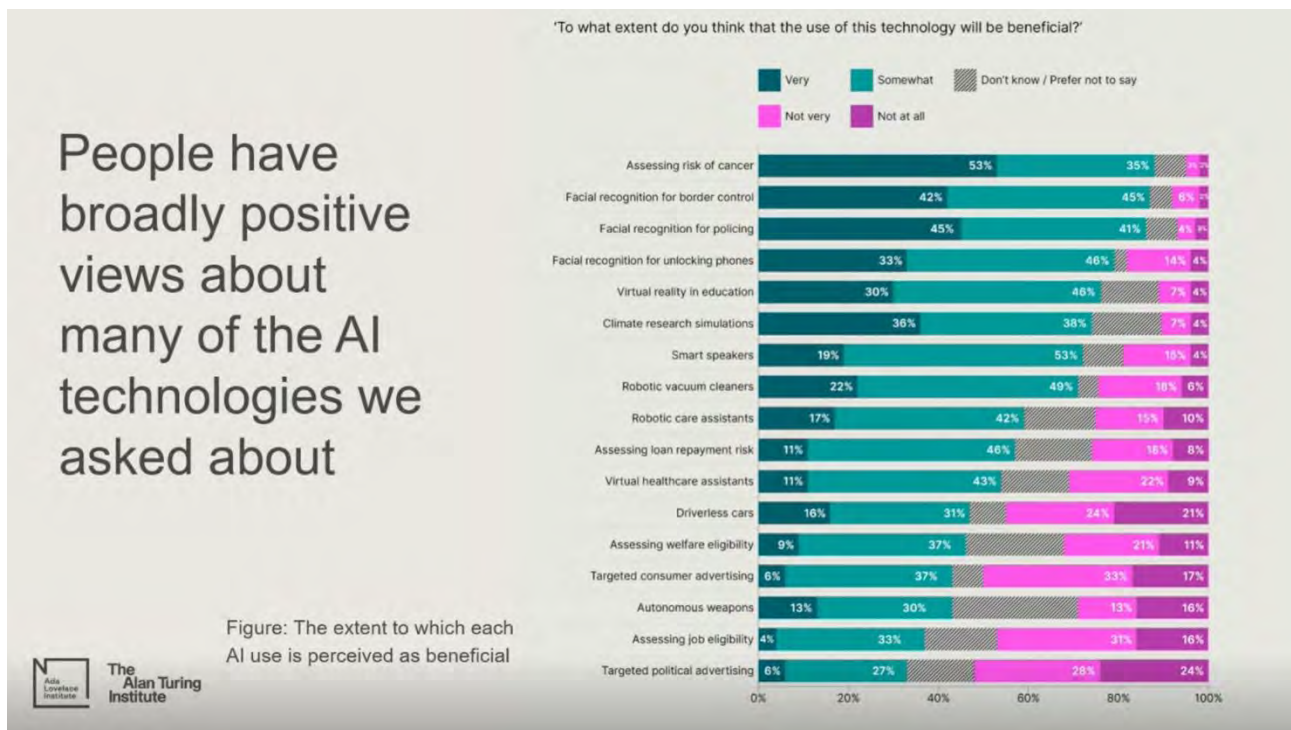 'To what extent do you think that the use of this technology will be beneficial?'
Very
Somewhat
Don't know / Prefer not to say
Not very
Not at all
People have
broadly positive
views about
many of the AI
technologies we
asked about
Assessing risk of cancer 53% 35% 3% 2%
Facial recognition for border control 42% 45% 6% 2%
Facial recognition for policing 45% 41% 4% 3%
Facial recognition for unlocking phones 33% 46% 14% 4%
Virtual reality in education 30% 46% 7% 4%
Climate research simulations 36% 38% 7% 4%
Smart speakers 19% 53% 15% 4%
Robotic vacuum cleaners 22% 49% 18% 6%
Robotic care assistants 17% 42% 15% 10%
Assessing loan repayment risk 11% 46% 18% 8%
Virtual healthcare assistants 11% 43% 22% 9%
Driverless cars 16% 31% 24% 21%
Assessing welfare eligibility 9% 37% 21% 11%
Targeted consumer advertising 6% 37% 33% 17%
Autonomous weapons 13% 30% 13% 16%
Assessing job eligibility 4% 33% 31% 16%
Targeted political advertising 6% 27% 28% 24%
0% 20% 40% 60% 80% 100%
Figure: The extent to which each
AI use is perceived as beneficial
Ada
Lovelace
Institute
The
Alan Turing
Institute